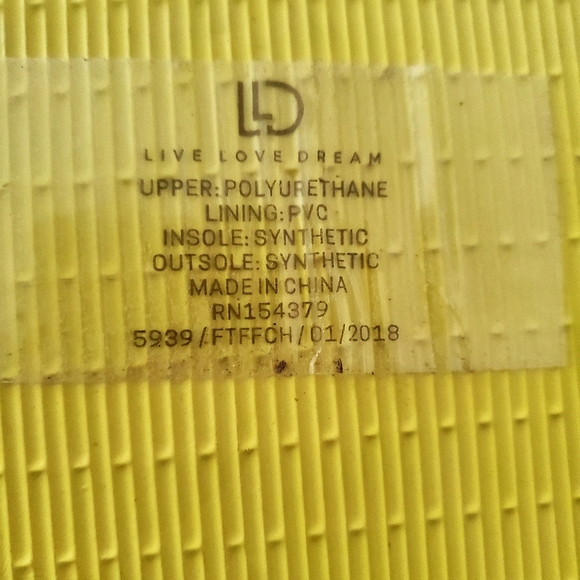 LLD
LIVE LOVE DREAM
UPPER: POLYURETHANE
LINING: PVC
INSOLE: SYNTHETIC
OUTSOLE: SYNTHETIC
MADE IN CHINA
RN154379
5939/FTFFCH/01/2018